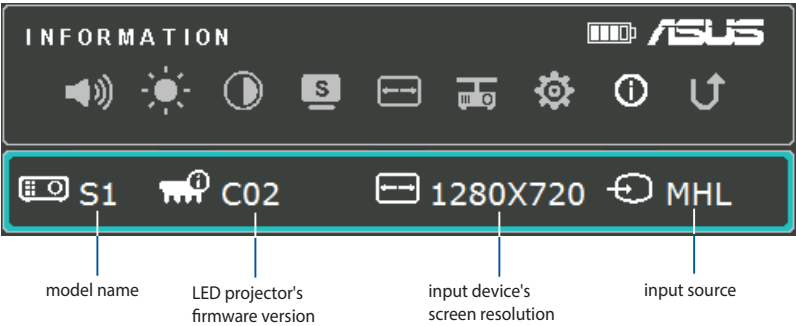 INFORMATION
ASUS
S
S1
C02
1280X720
MHL
model name
LED projector's
firmware version
input device's
screen resolution
input source